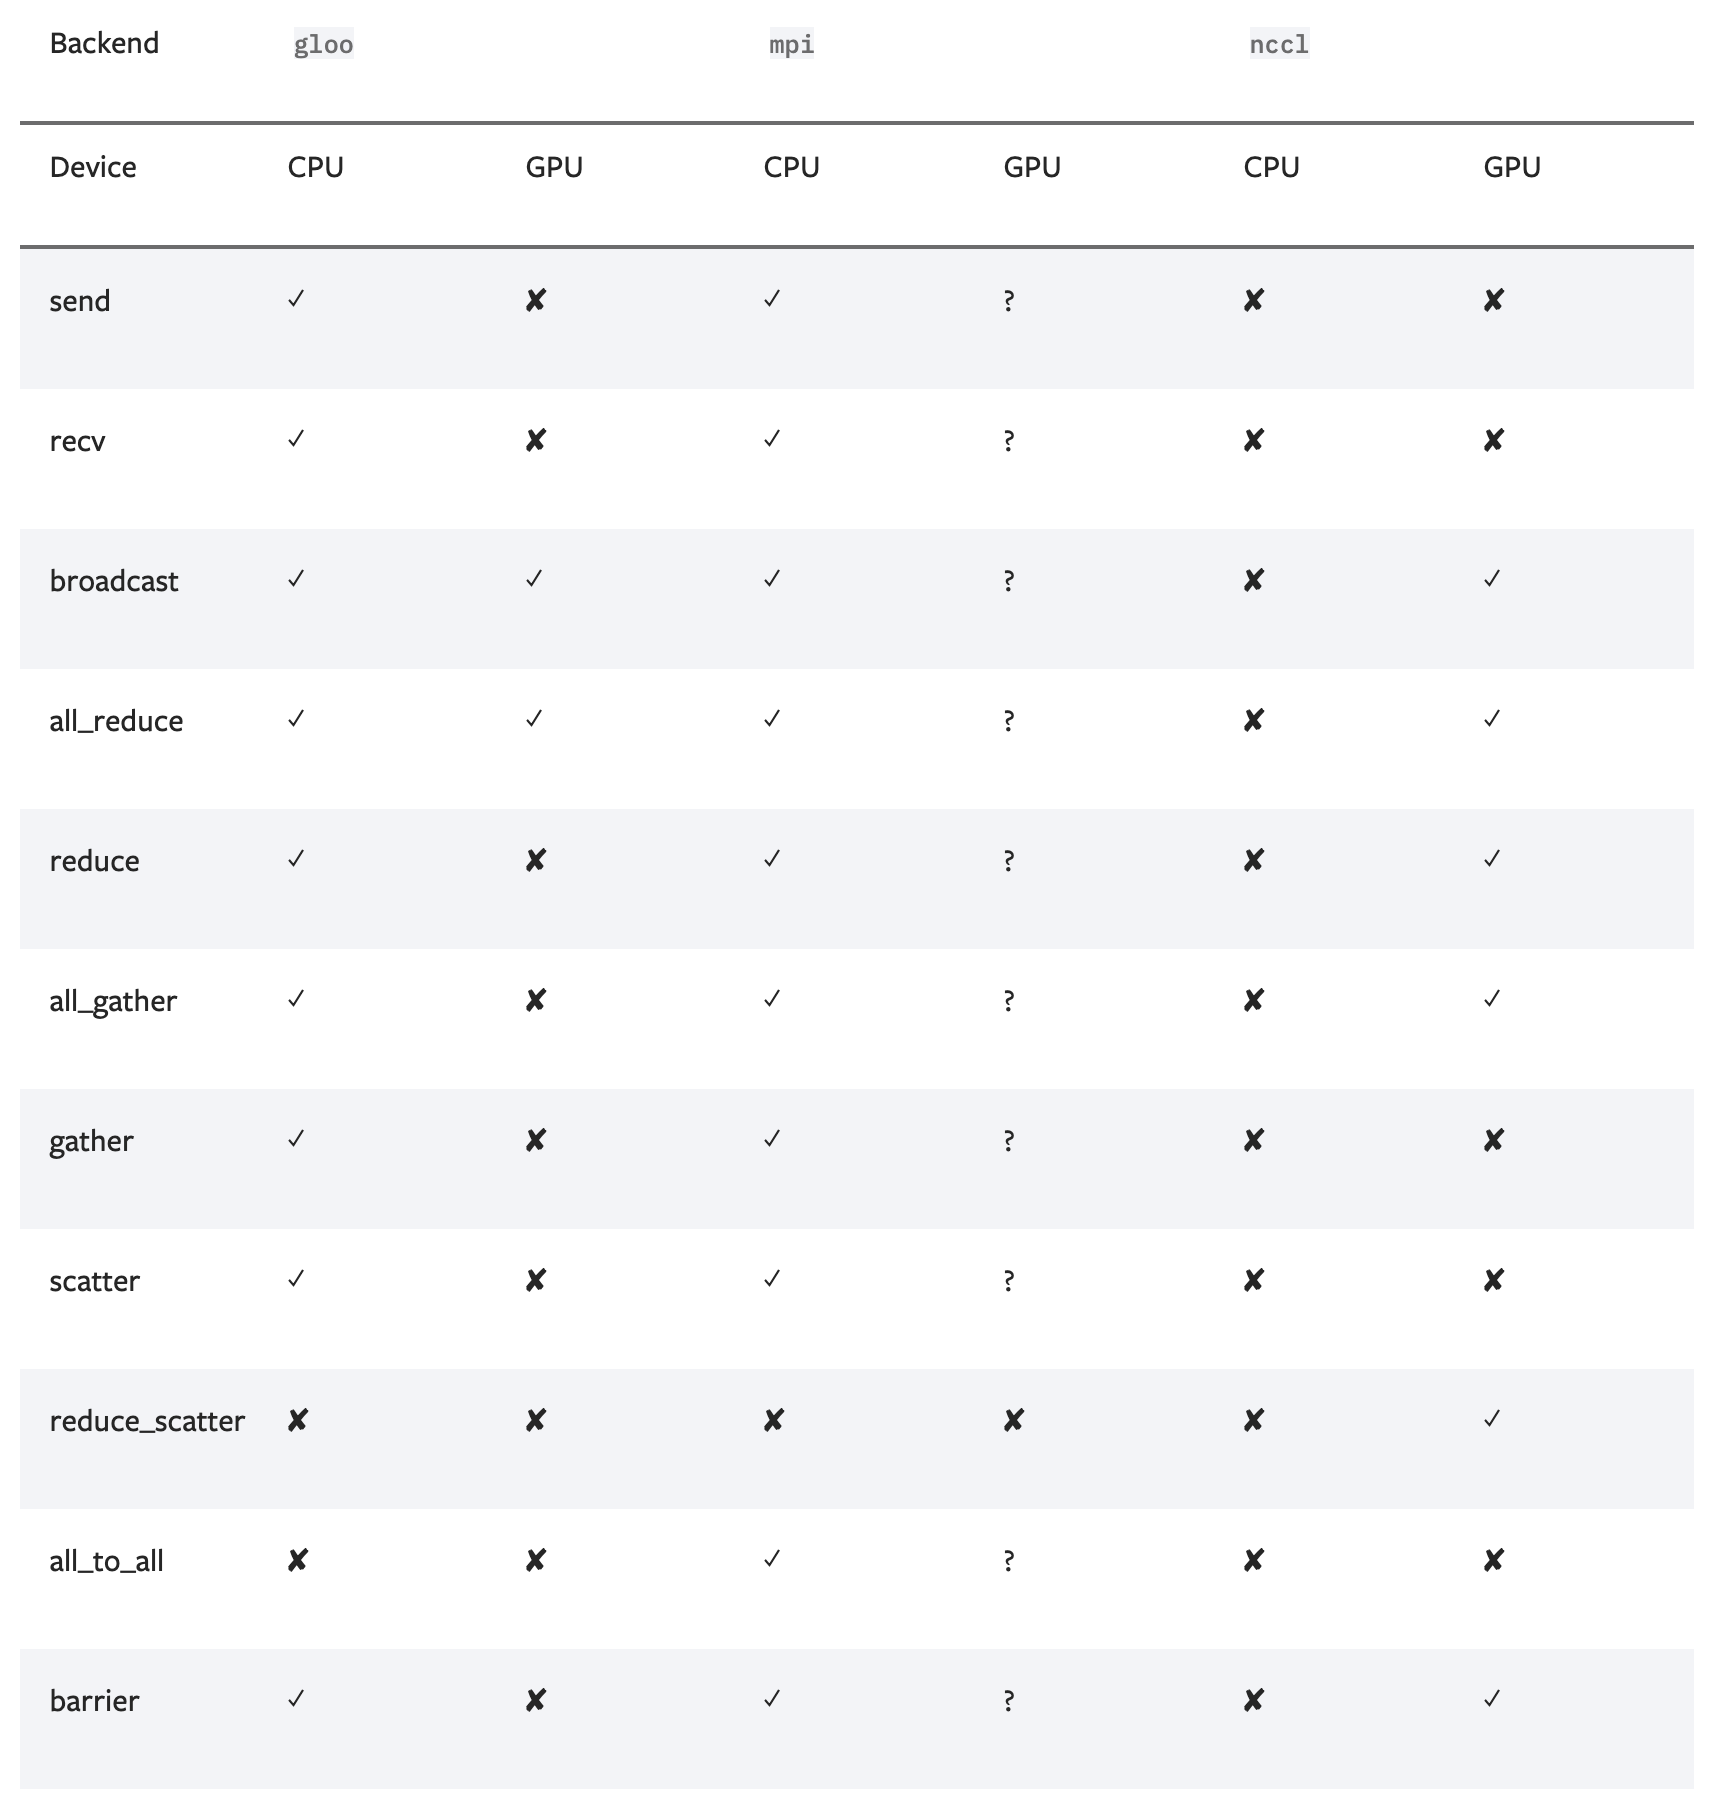 Backend gloo mpi nccl
Device CPU GPU CPU GPU CPU GPU
send ✓ ✘ ✓ ? ✘ ✘
recv ✓ ✘ ✓ ? ✘ ✘
broadcast ✓ ✓ ✓ ? ✘ ✓
all_reduce ✓ ✓ ✓ ? ✘ ✓
reduce ✓ ✘ ✓ ? ✘ ✓
all_gather ✓ ✘ ✓ ? ✘ ✓
gather ✓ ✘ ✓ ? ✘ ✘
scatter ✓ ✘ ✓ ? ✘ ✘
reduce_scatter ✘ ✘ ✘ ✘ ✘ ✓
all_to_all ✘ ✘ ✓ ? ✘ ✘
barrier ✓ ✘ ✓ ? ✘ ✓